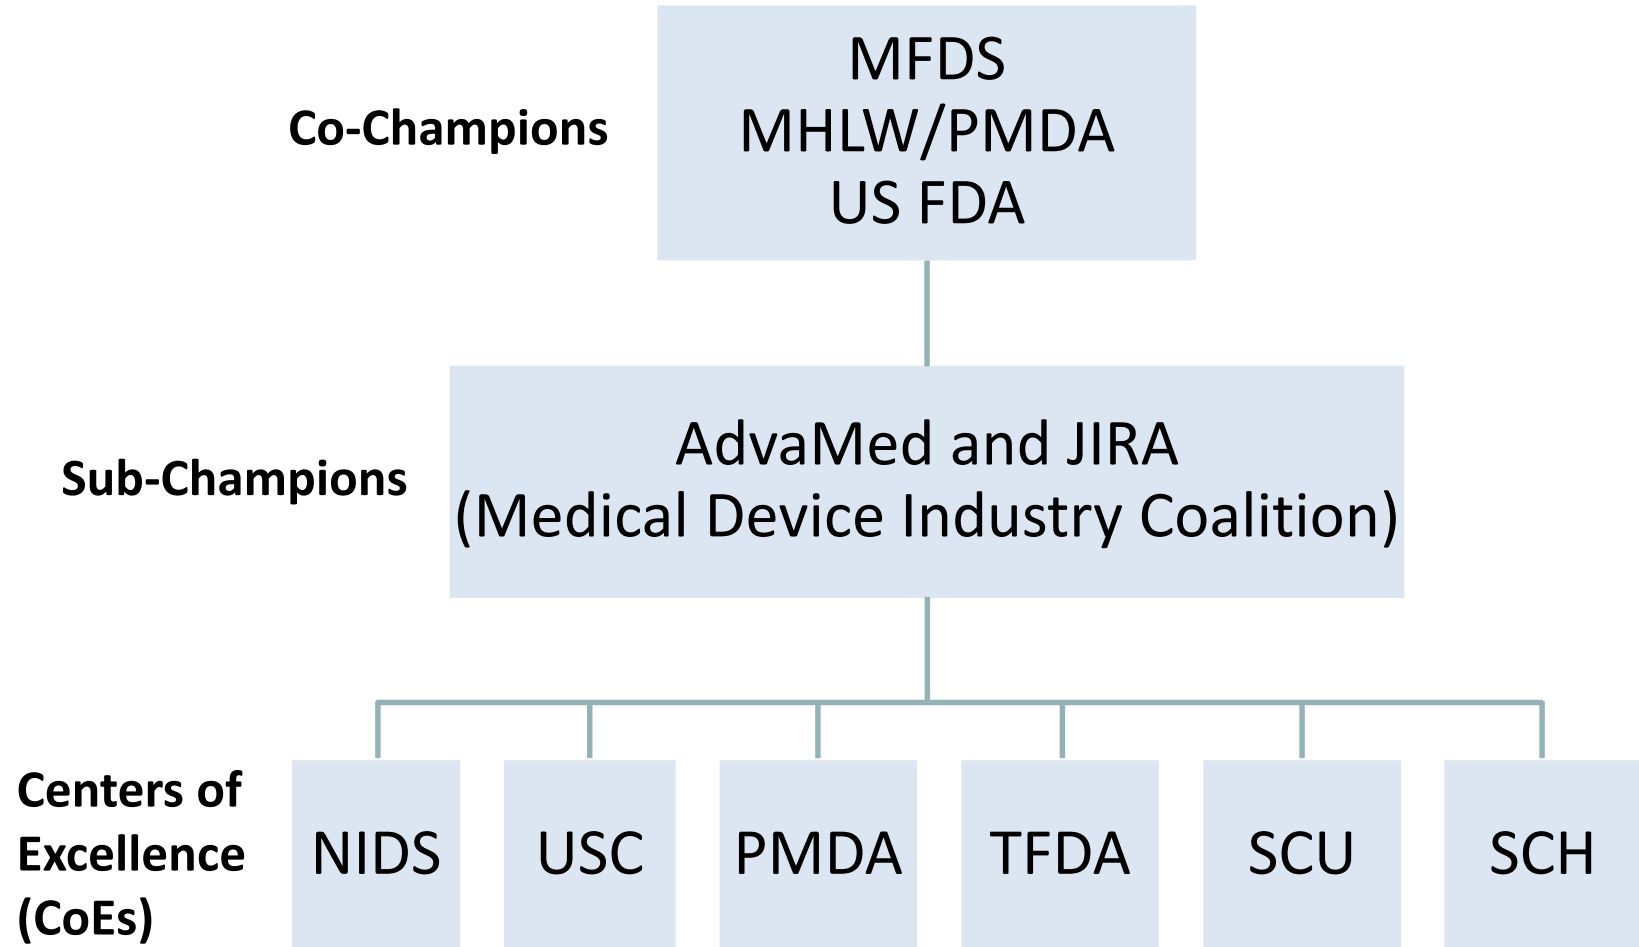 Co-Champions
MFDS
MHLW/PMDA
US FDA
Sub-Champions
AdvaMed and JIRA
(Medical Device Industry Coalition)
Centers of
Excellence
(CoEs)
NIDS
USC
PMDA
TFDA
SCU
SCH